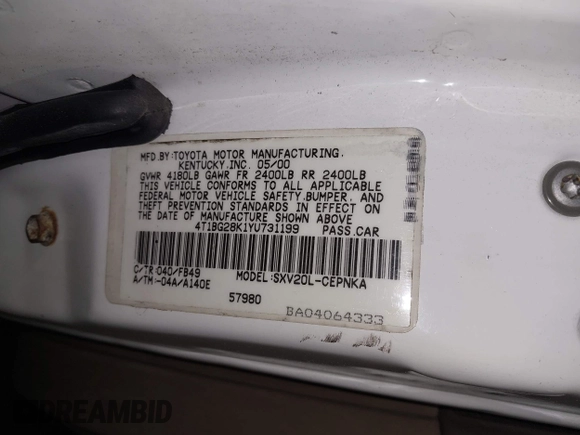 MFD.BY:TOYOTA MOTOR MANUFACTURING.
KENTUCKY,INC. 05/00
GVWR 4180LB GAWR FR 2400LB RR 2400LB
THIS VEHICLE CONFORMS TO ALL APPLICABLE
FEDERAL MOTOR VEHICLE SAFETY,BUMPER, AND
THEFT PREVENTION STANDARDS IN EFFECT ON
THE DATE OF MANUFACTURE SHOWN ABOVE
4T1BG28K1YU731199 PASS.CAR
C/TR:040/FB49 MODEL:SXV20L-CEPNKA
A/TM:-04A/A140E
57980
BA04064333
DREAMBID